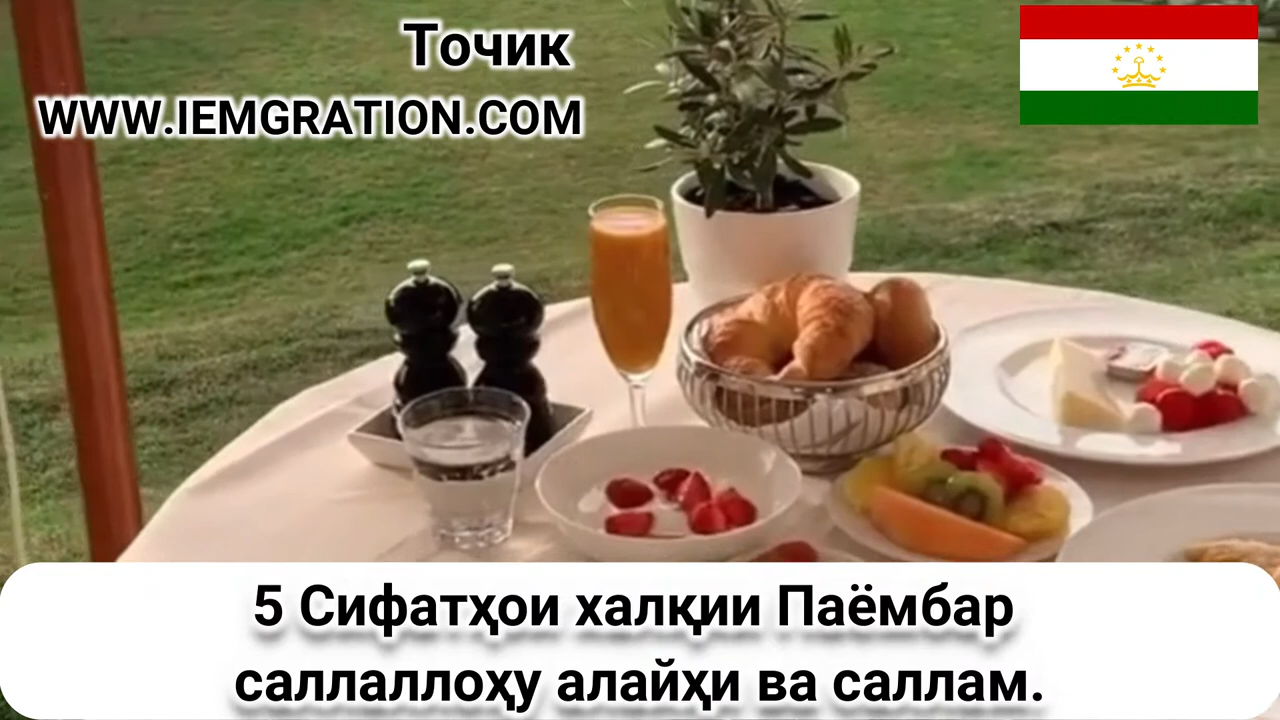 Точик
WWW.IEMGRATION.COM
5 Сифатҳои халқии Паёмбар
саллаллоҳу алайҳи ва саллам.